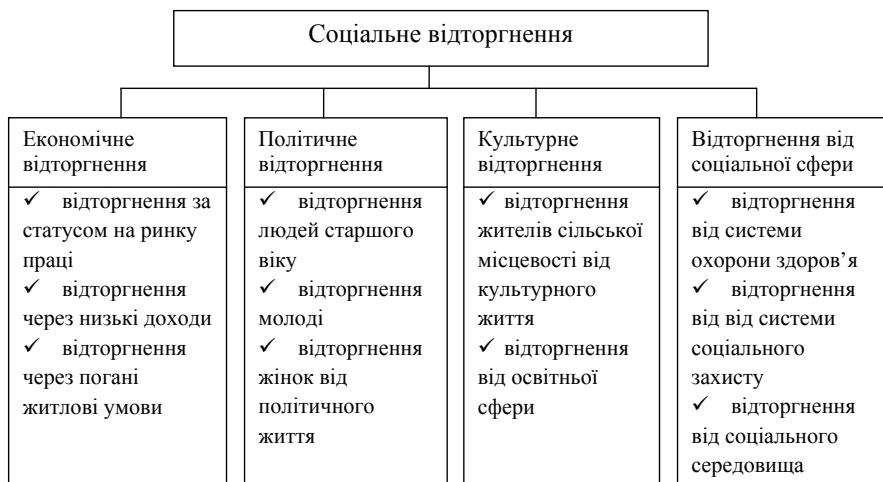 Соціальне відторгнення
Економічне
відторгнення
✓ відторгнення за
статусом на ринку
праці
✓ відторгнення
через низькі доходи
✓ відторгнення
через погані
житлові умови
Політичне
відторгнення
✓ відторгнення
людей старшого
віку
✓ відторгнення
молоді
✓ відторгнення
жінок від
політичного
життя
Культурне
відторгнення
✓ відторгнення
жителів сільської
місцевості від
культурного
життя
✓ відторгнення
від освітньої
сфери
Відторгнення від
соціальної сфери
✓ відторгнення
від системи
охорони здоров’я
✓ відторгнення
від від системи
соціального
захисту
✓ відторгнення
від соціального
середовища